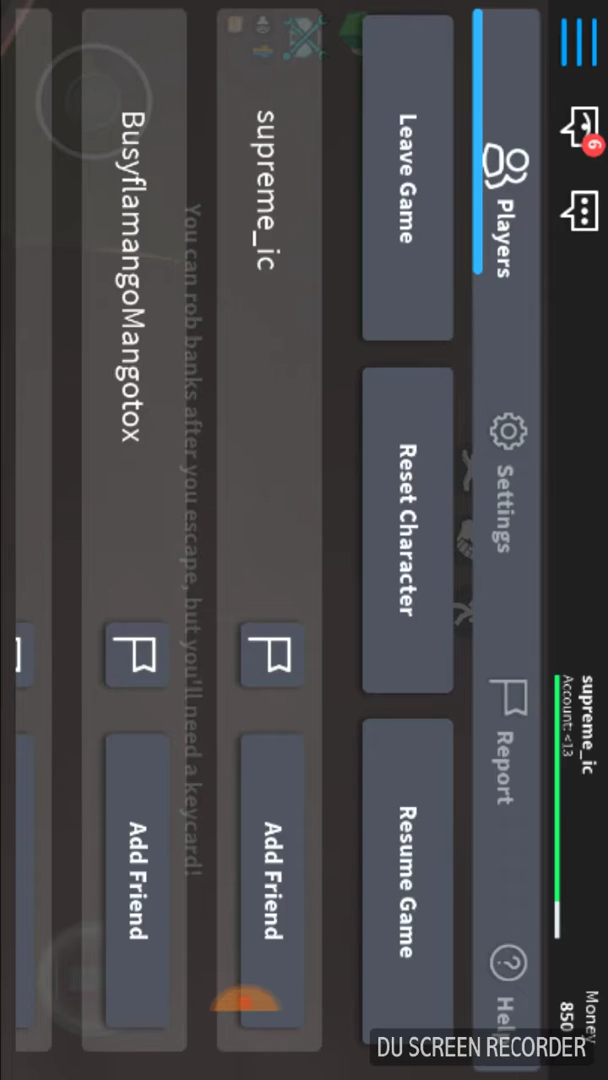 6
supreme_ic
Account: <13
Money
850
Players
Settings
Report
Help
Leave Game
Reset Character
Resume Game
supreme_ic
Add Friend
You can rob banks after you escape, but you'll need a keycard!
BusyflamangoMangotox
Add Friend
DU SCREEN RECORDER